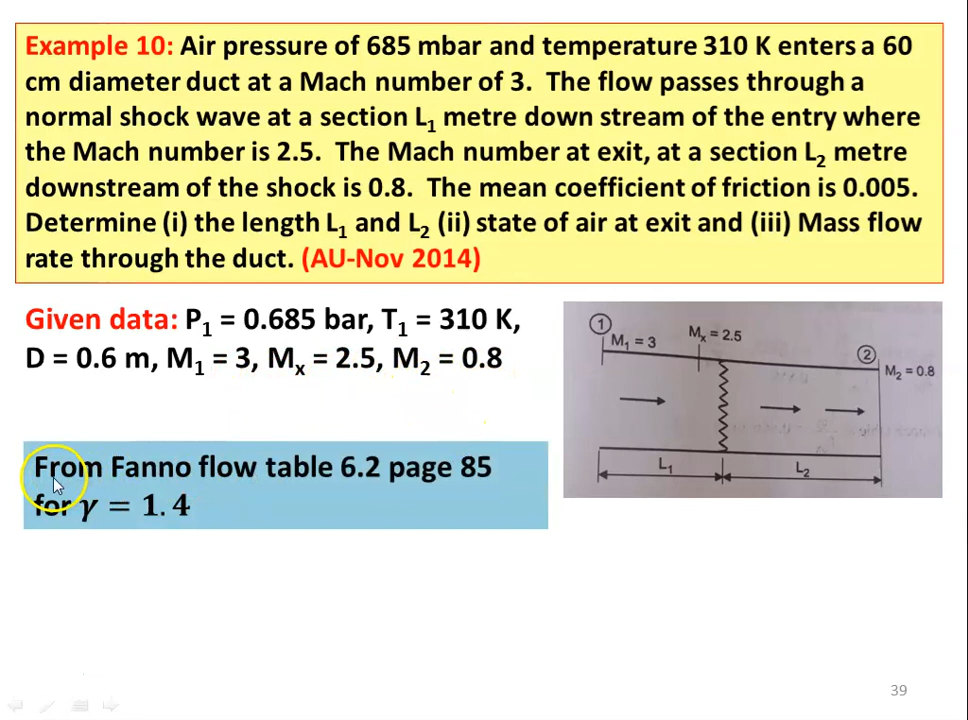 Example 10: Air pressure of 685 mbar and temperature 310 K enters a 60
cm diameter duct at a Mach number of 3. The flow passes through a
normal shock wave at a section L₁ metre down stream of the entry where
the Mach number is 2.5. The Mach number at exit, at a section L₂ metre
downstream of the shock is 0.8. The mean coefficient of friction is 0.005.
Determine (i) the length L₁ and L₂ (ii) state of air at exit and (iii) Mass flow
rate through the duct. (AU-Nov 2014)
Given data: P₁ = 0.685 bar, T₁ = 310 K,
D = 0.6 m, M₁ = 3, Mₓ = 2.5, M₂ = 0.8
1
M₁ = 3
Mₓ = 2.5
2
M₂ = 0.8
L₁
L₂
From Fanno flow table 6.2 page 85
for γ = 1.4
39